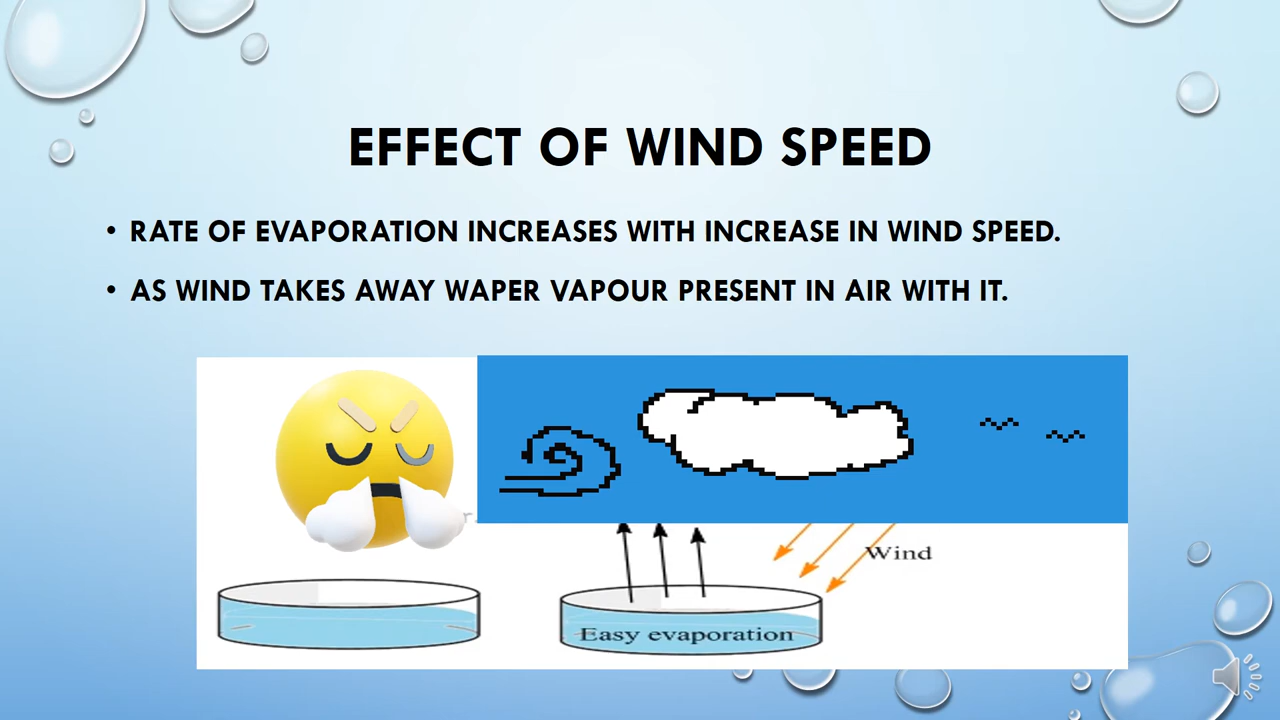 EFFECT OF WIND SPEED
• RATE OF EVAPORATION INCREASES WITH INCREASE IN WIND SPEED.
• AS WIND TAKES AWAY WAPER VAPOUR PRESENT IN AIR WITH IT.
Wind
Easy evaporation